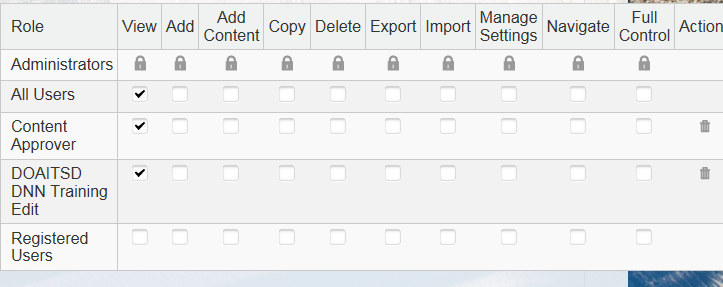 Role View Add Add Content Copy Delete Export Import Manage Settings Navigate Full Control Action
Administrators
All Users
Content
Approver
DOAITSD
DNN Training
Edit
Registered
Users